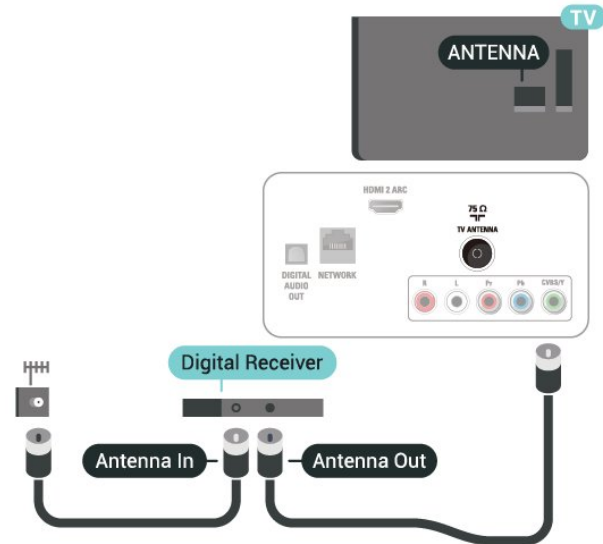 TV
ANTENNA
HDMI 2 ARC
75 Ω
TV ANTENNA
DIGITAL
AUDIO
OUT
NETWORK
R L Pr Pb CVBS/Y
Digital Receiver
Antenna In
Antenna Out